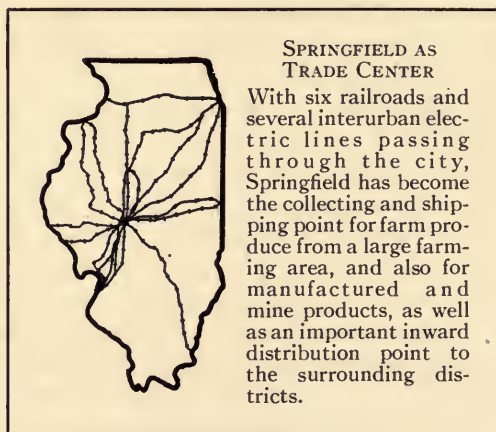 SPRINGFIELD AS
TRADE CENTER
With six railroads and
several interurban elec-
tric lines passing
through the city,
Springfield has become
the collecting and ship-
ping point for farm pro-
duce from a large farm-
ing area, and also for
manufactured and
mine products, as well
as an important inward
distribution point to
the surrounding dis-
tricts.